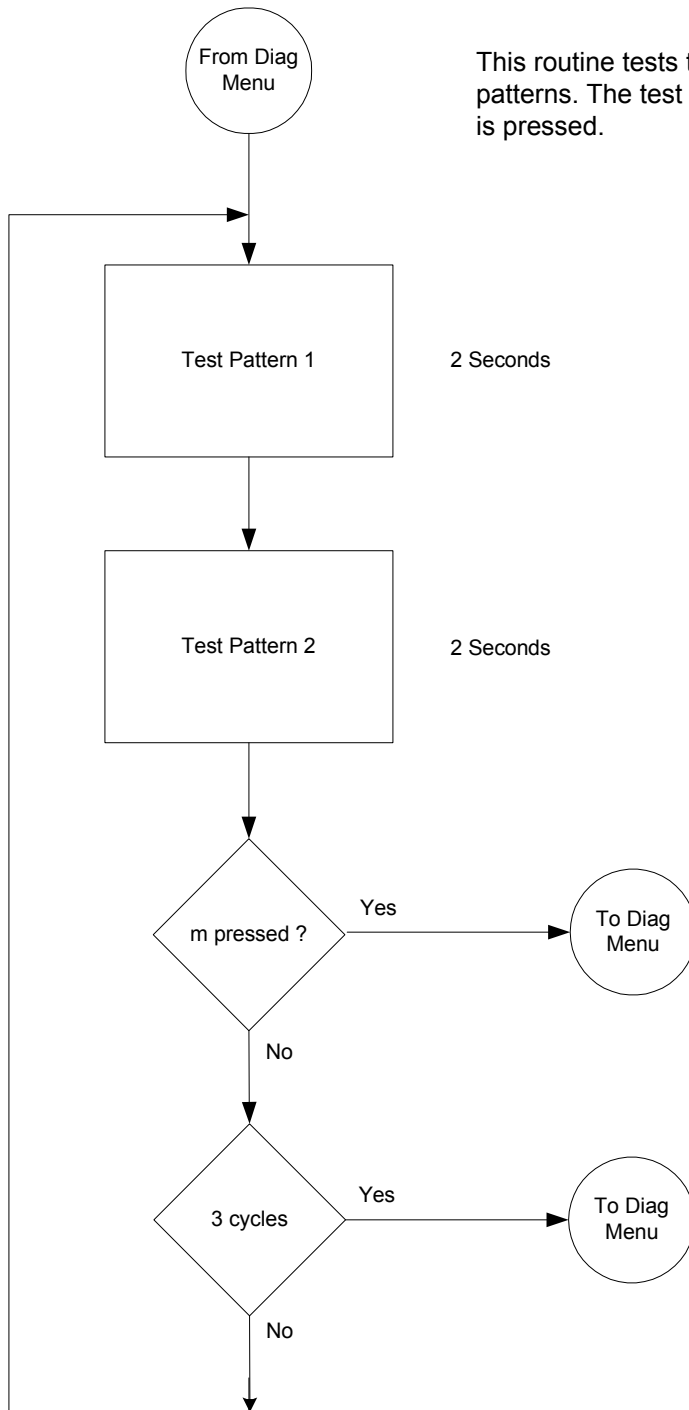 From Diag
Menu
This routine tests
patterns. The test
is pressed.
Test Pattern 1
2 Seconds
Test Pattern 2
2 Seconds
m pressed ?
Yes
To Diag
Menu
No
3 cycles
Yes
To Diag
Menu
No